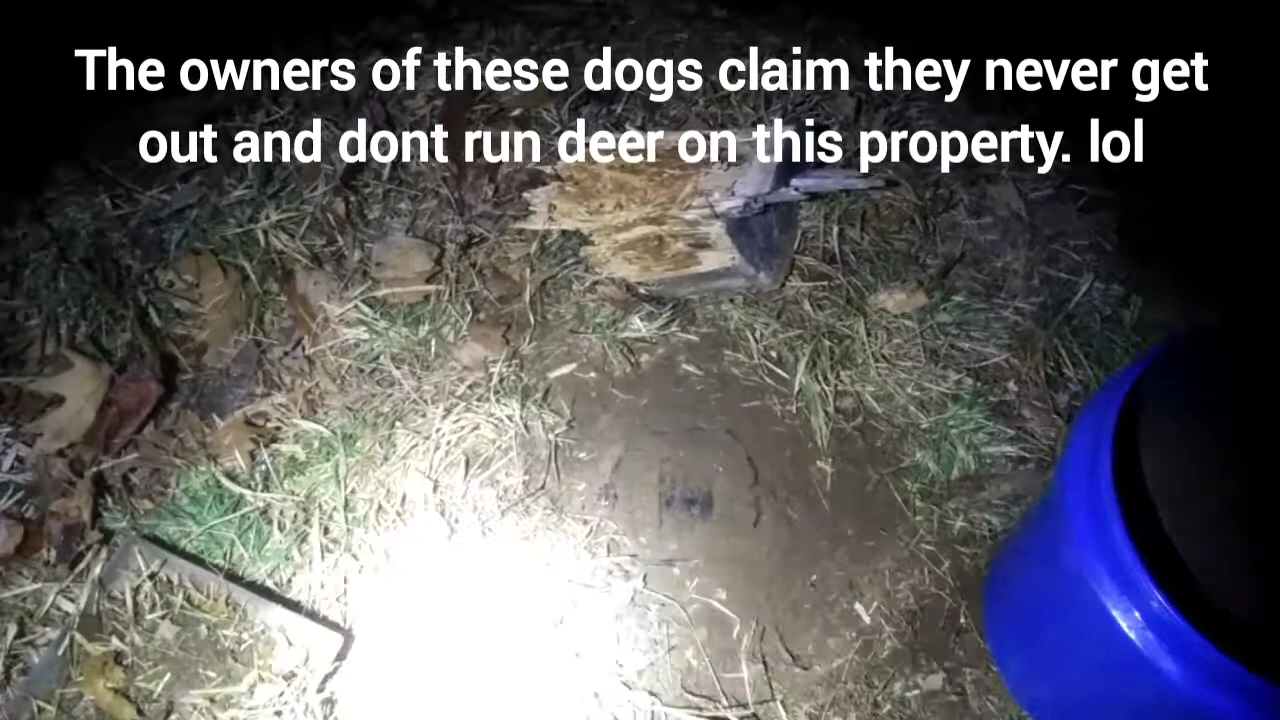 The owners of these dogs claim they never get
out and dont run deer on this property. lol